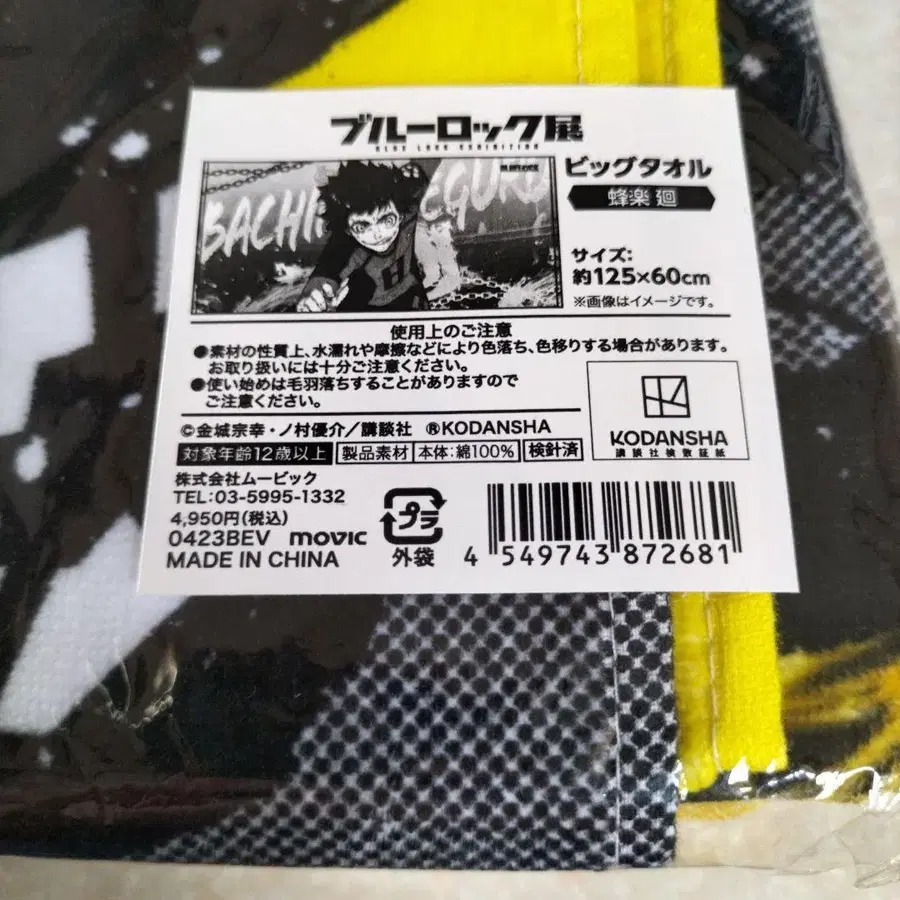 ブルーロック展
BLUE LOCK EXHIBITION
ビッグタオル
蜂楽 廻
BACHI EGURU
サイズ:
約125×60cm
※画像はイメージです。
使用上のご注意
●素材の性質上、水濡れや摩擦などにより色落ち、色移りする場合があります。
お取り扱いには十分ご注意ください。
●使い始めは毛羽落ちすることがありますので
ご注意ください。
©金城宗幸・ノ村優介／講談社 ®KODANSHA
対象年齢12歳以上 製品素材 本体:綿100% 検針済
KODANSHA
講談社検数証紙
株式会社ムービック
TEL:03-5995-1332
4,950円(税込)
0423BEV movic
MADE IN CHINA
プラ
外袋
4 549743 872681